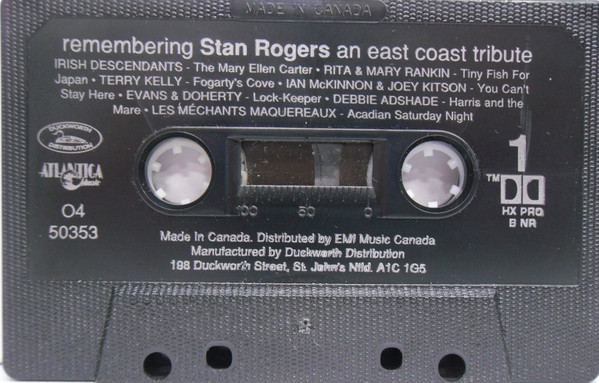 MADE IN CANADA
remembering Stan Rogers an east coast tribute
IRISH DESCENDANTS - The Mary Ellen Carter • RITA & MARY RANKIN - Tiny Fish For
Japan • TERRY KELLY - Fogarty's Cove • IAN McKINNON & JOEY KITSON - You Can't
Stay Here • EVANS & DOHERTY - Lock-Keeper • DEBBIE ADSHADE - Harris and the
Mare • LES MÉCHANTS MAQUEREAUX - Acadian Saturday Night
DUCKWORTH
DISTRIBUTION
ATLANTICA
Music
04
50353
1
TM
HX PRO
B NR
100 50 0
Made In Canada. Distributed by EMI Music Canada
Manufactured by Duckworth Distribution
198 Duckworth Street, St. John's Nfld. A1C 1G5